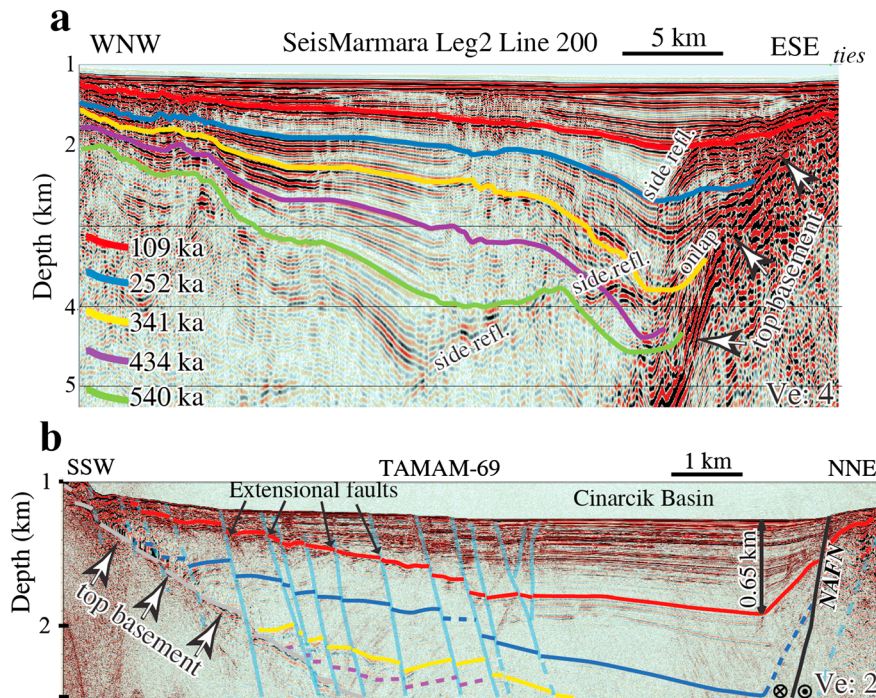 a
WNW
SeisMarmara Leg2 Line 200
5 km
ESE
ties
1
2
4
5
Depth (km)
side refl.
onlap
side refl.
side refl.
top basement
109 ka
252 ka
341 ka
434 ka
540 ka
Ve: 4
b
SSW
TAMAM-69
1 km
NNE
1
2
Depth (km)
Extensional faults
Cinarcik Basin
top basement
0.65 km
NAFN
Ve: 2